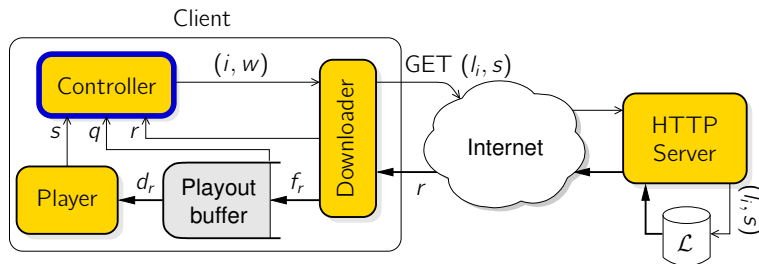 Client
Controller
(i, w)
GET (l_i, s)
s
q
r
Downloader
Internet
HTTP
Server
Player
d_r
Playout
buffer
f_r
r
(l_i, s)
ℒ